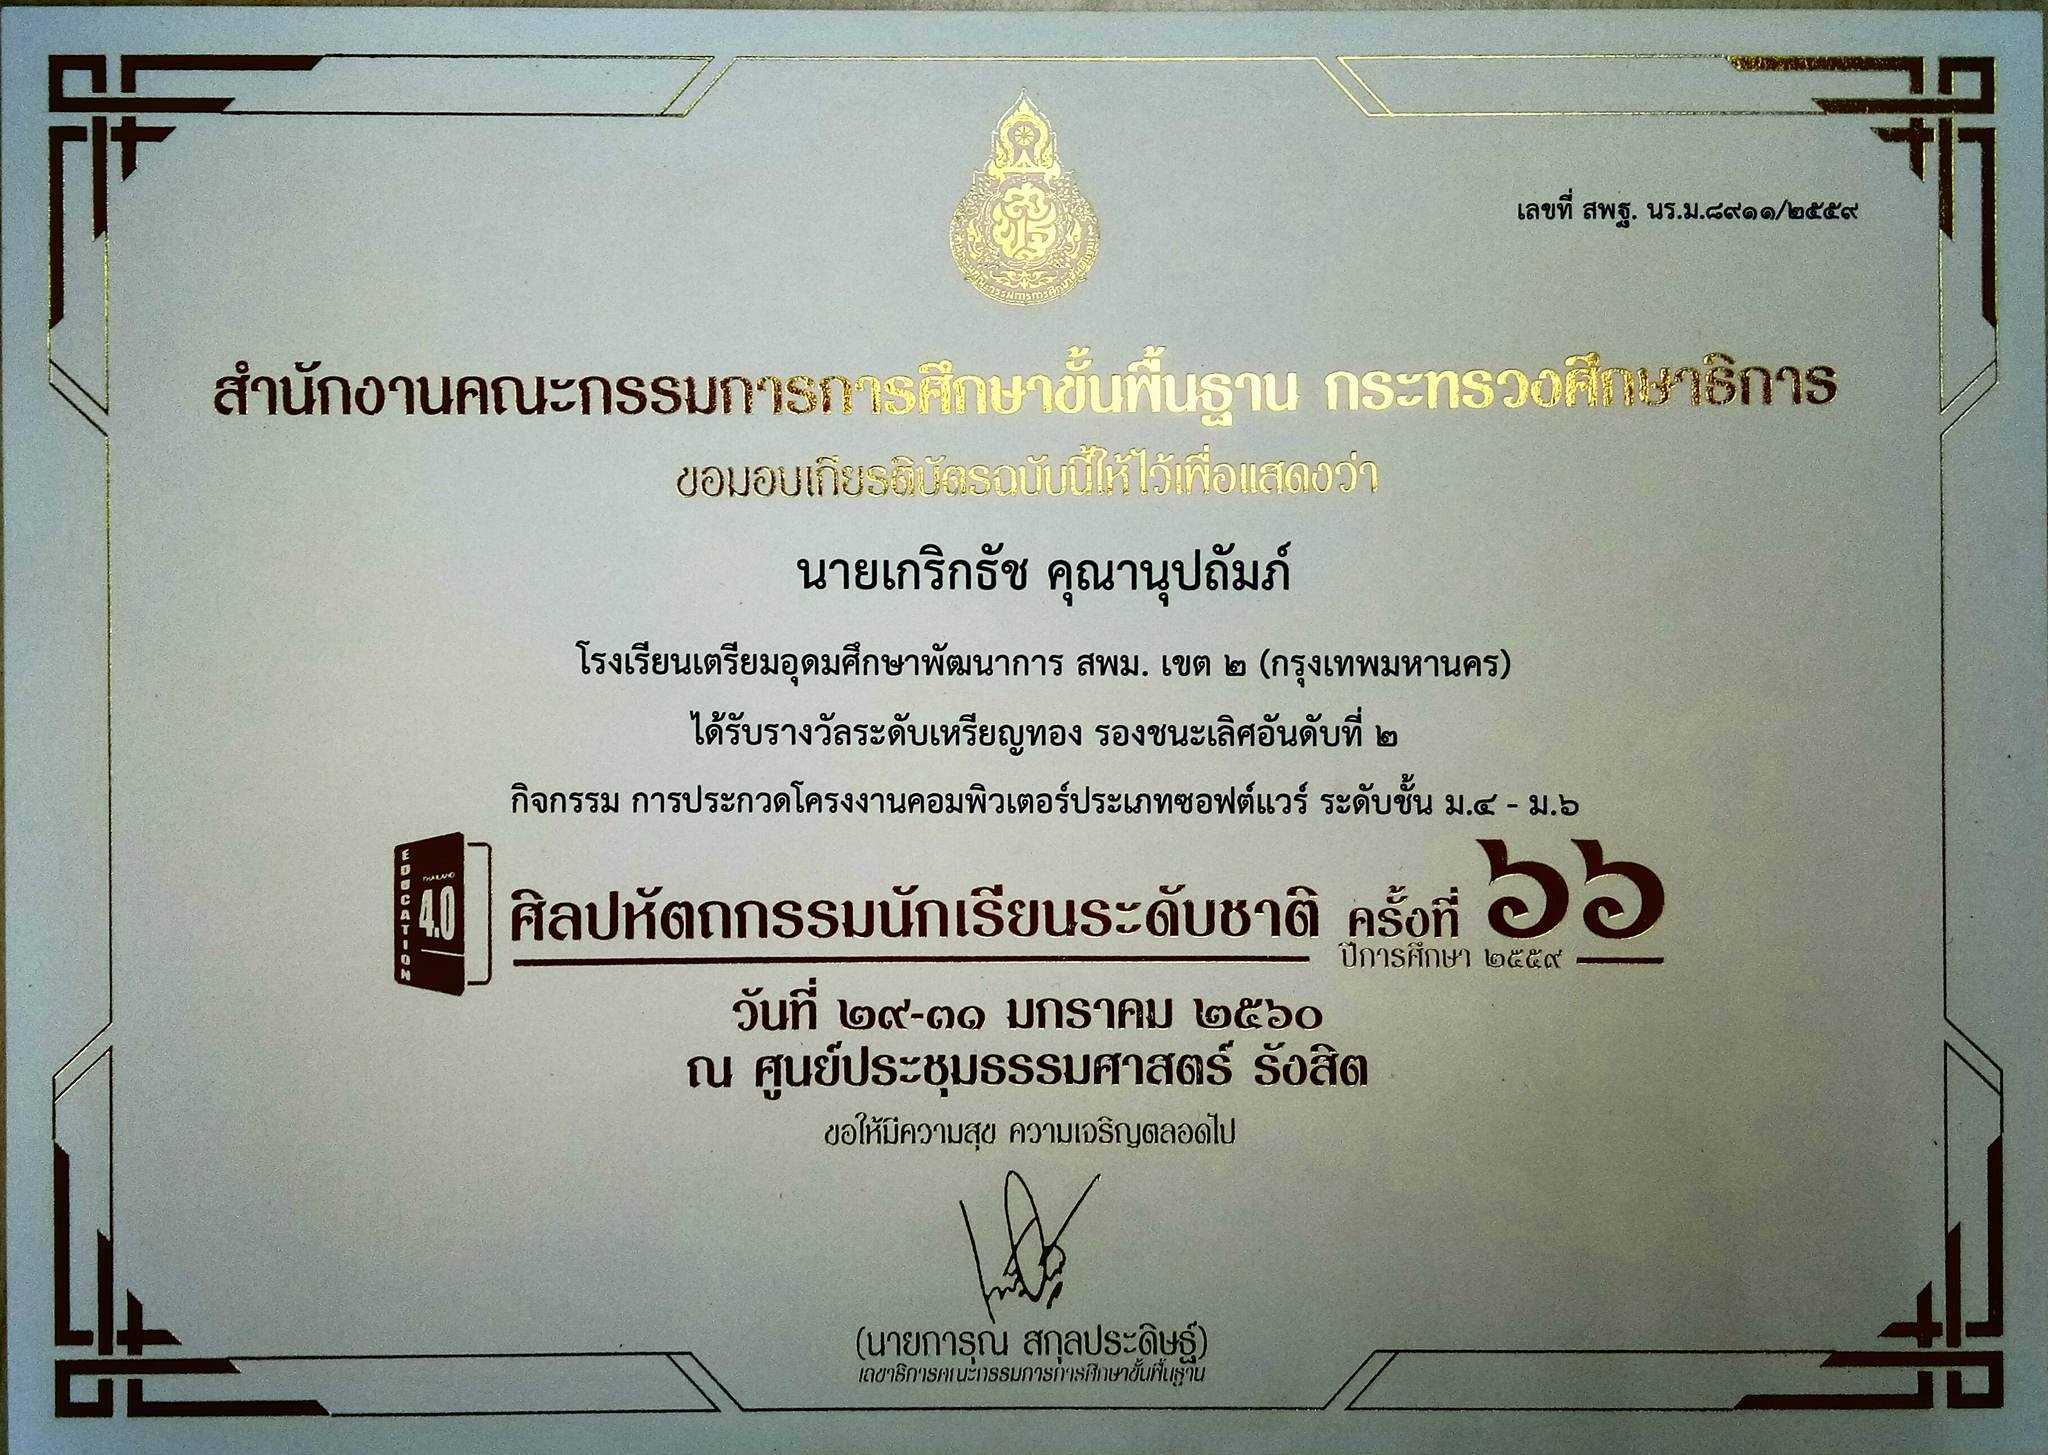 เลขที่ สพฐ. นร.ม.๘๙๑๑/๒๕๕๙
สำนักงานคณะกรรมการการศึกษาขั้นพื้นฐาน กระทรวงศึกษาธิการ
ขอมอบเกียรติบัตรฉบับนี้ให้ไว้เพื่อแสดงว่า
นายเกริกธัช คุณานุปถัมภ์
โรงเรียนเตรียมอุดมศึกษาพัฒนาการ สพม. เขต ๒ (กรุงเทพมหานคร)
ได้รับรางวัลระดับเหรียญทอง รองชนะเลิศอันดับที่ ๒
กิจกรรม การประกวดโครงงานคอมพิวเตอร์ประเภทซอฟต์แวร์ ระดับชั้น ม.๔ - ม.๖
EDUCATION
THAILAND
4.0
ศิลปหัตถกรรมนักเรียนระดับชาติ ครั้งที่ ๖๖
ปีการศึกษา ๒๕๕๙
วันที่ ๒๙-๓๑ มกราคม ๒๕๖๐
ณ ศูนย์ประชุมธรรมศาสตร์ รังสิต
ขอให้มีความสุข ความเจริญตลอดไป
(นายการุณ สกุลประดิษฐ์)
เลขาธิการคณะกรรมการการศึกษาขั้นพื้นฐาน